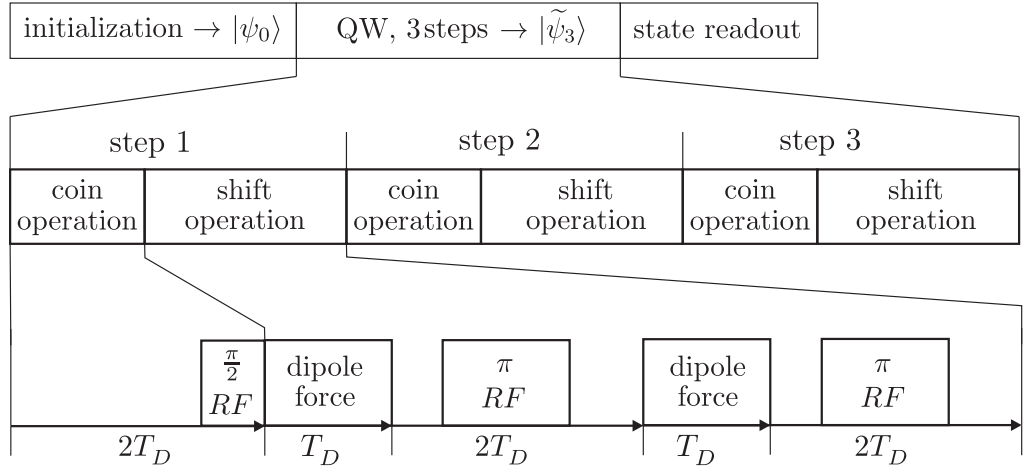 initialization → |ψ₀⟩ QW, 3 steps → |ψ̃₃⟩ state readout
step 1 step 2 step 3
coin shift coin shift coin shift
operation operation operation operation operation operation
π/2 dipole π dipole π
RF force RF force RF
2T_D T_D 2T_D T_D 2T_D